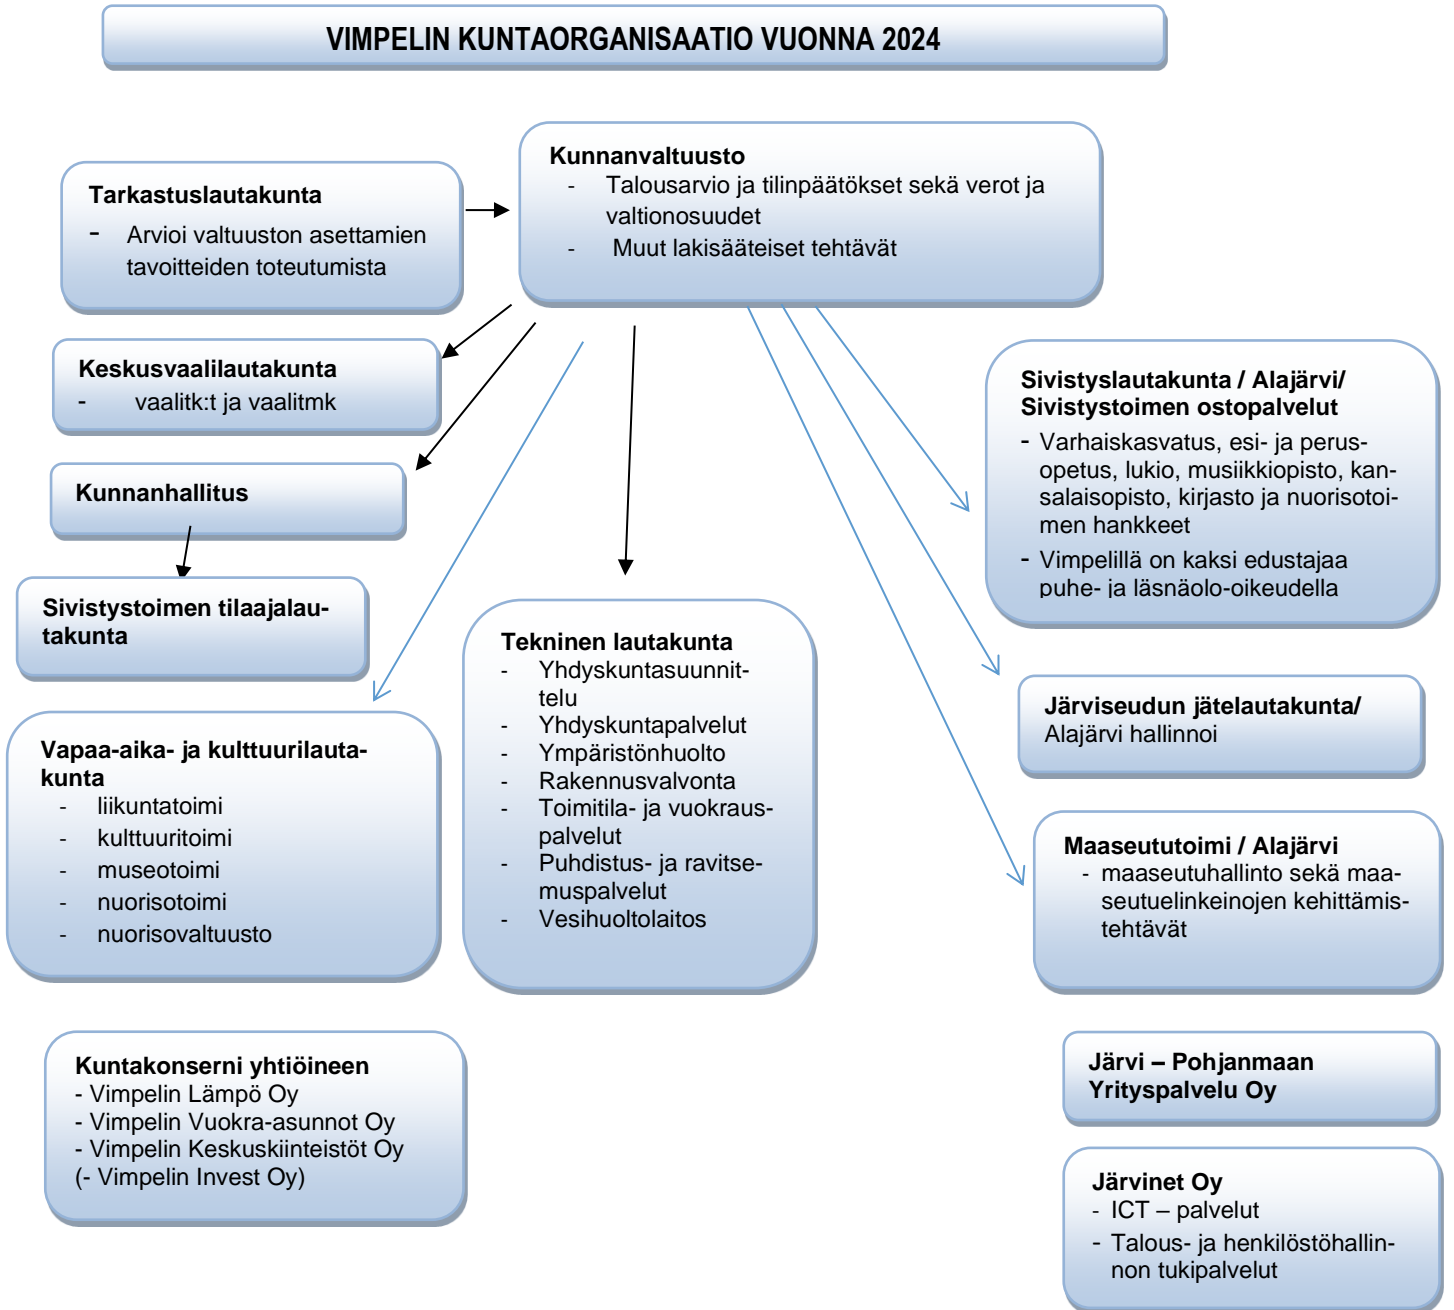 VIMPELIN KUNTAORGANISAATIO VUONNA 2024
Kunnanvaltuusto
- Talousarvio ja tilinpäätökset sekä verot ja
valtionosuudet
- Muut lakisääteiset tehtävät
Tarkastuslautakunta
- Arvioi valtuuston asettamien
tavoitteiden toteutumista
Keskusvaalilautakunta
- vaalitk:t ja vaalitmk
Kunnanhallitus
Sivistystoimen tilaajalau-
takunta
Vapaa-aika- ja kulttuurilauta-
kunta
- liikuntatoimi
- kulttuuritoimi
- museotoimi
- nuorisotoimi
- nuorisovaltuusto
Tekninen lautakunta
- Yhdyskuntasuunnit-
telu
- Yhdyskuntapalvelut
- Ympäristönhuolto
- Rakennusvalvonta
- Toimitila- ja vuokraus-
palvelut
- Puhdistus- ja ravitse-
muspalvelut
- Vesihuoltolaitos
Sivistyslautakunta / Alajärvi/
Sivistystoimen ostopalvelut
- Varhaiskasvatus, esi- ja perus-
opetus, lukio, musiikkiopisto, kan-
salaisopisto, kirjasto ja nuorisotoi-
men hankkeet
- Vimpelillä on kaksi edustajaa
puhe- ja läsnäolo-oikeudella
Järviseudun jätelautakunta/
Alajärvi hallinnoi
Maaseututoimi / Alajärvi
- maaseutuhallinto sekä maa-
seutuelinkeinojen kehittämis-
tehtävät
Kuntakonserni yhtiöineen
- Vimpelin Lämpö Oy
- Vimpelin Vuokra-asunnot Oy
- Vimpelin Keskuskiinteistöt Oy
(- Vimpelin Invest Oy)
Järvi – Pohjanmaan
Yrityspalvelu Oy
Järvinet Oy
- ICT – palvelut
- Talous- ja henkilöstöhallin-
non tukipalvelut